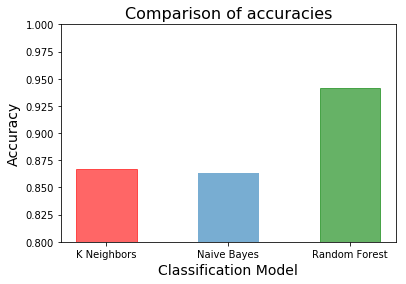 Comparison of accuracies
1.000
0.975
0.950
0.925
0.900
0.875
0.850
0.825
0.800
Accuracy
K Neighbors
Naive Bayes
Random Forest
Classification Model